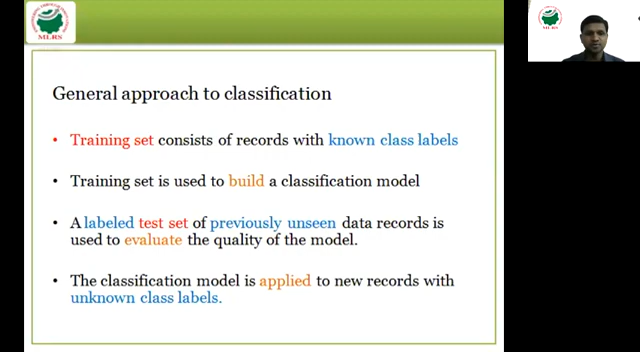 MLRS
MLRS
General approach to classification
• Training set consists of records with known class labels
• Training set is used to build a classification model
• A labeled test set of previously unseen data records is
used to evaluate the quality of the model.
• The classification model is applied to new records with
unknown class labels.